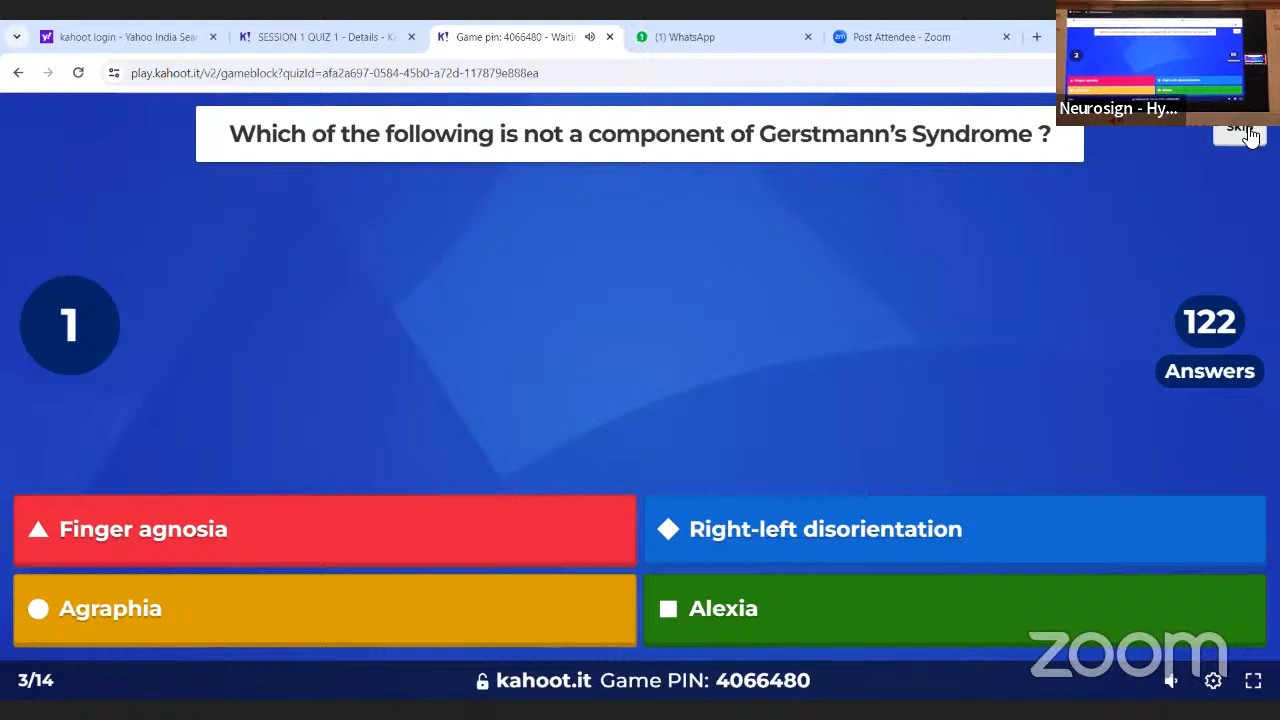 kahoot login - Yahoo India Sear
SESSION 1 QUIZ 1 - D
Game pin: 4066480 - Waiti
(1) WhatsApp
Post Attendee - Zoom
play.kahoot.it/v2/gameblock?quizId=afa2a697-0584-45b0-a72d-117879e888ea
Neurosign - Hy...
Which of the following is not a component of Gerstmann's Syndrome ?
Skip
1
122
Answers
Finger agnosia
Right-left disorientation
Agraphia
Alexia
zoom
3/14
kahoot.it Game PIN: 4066480